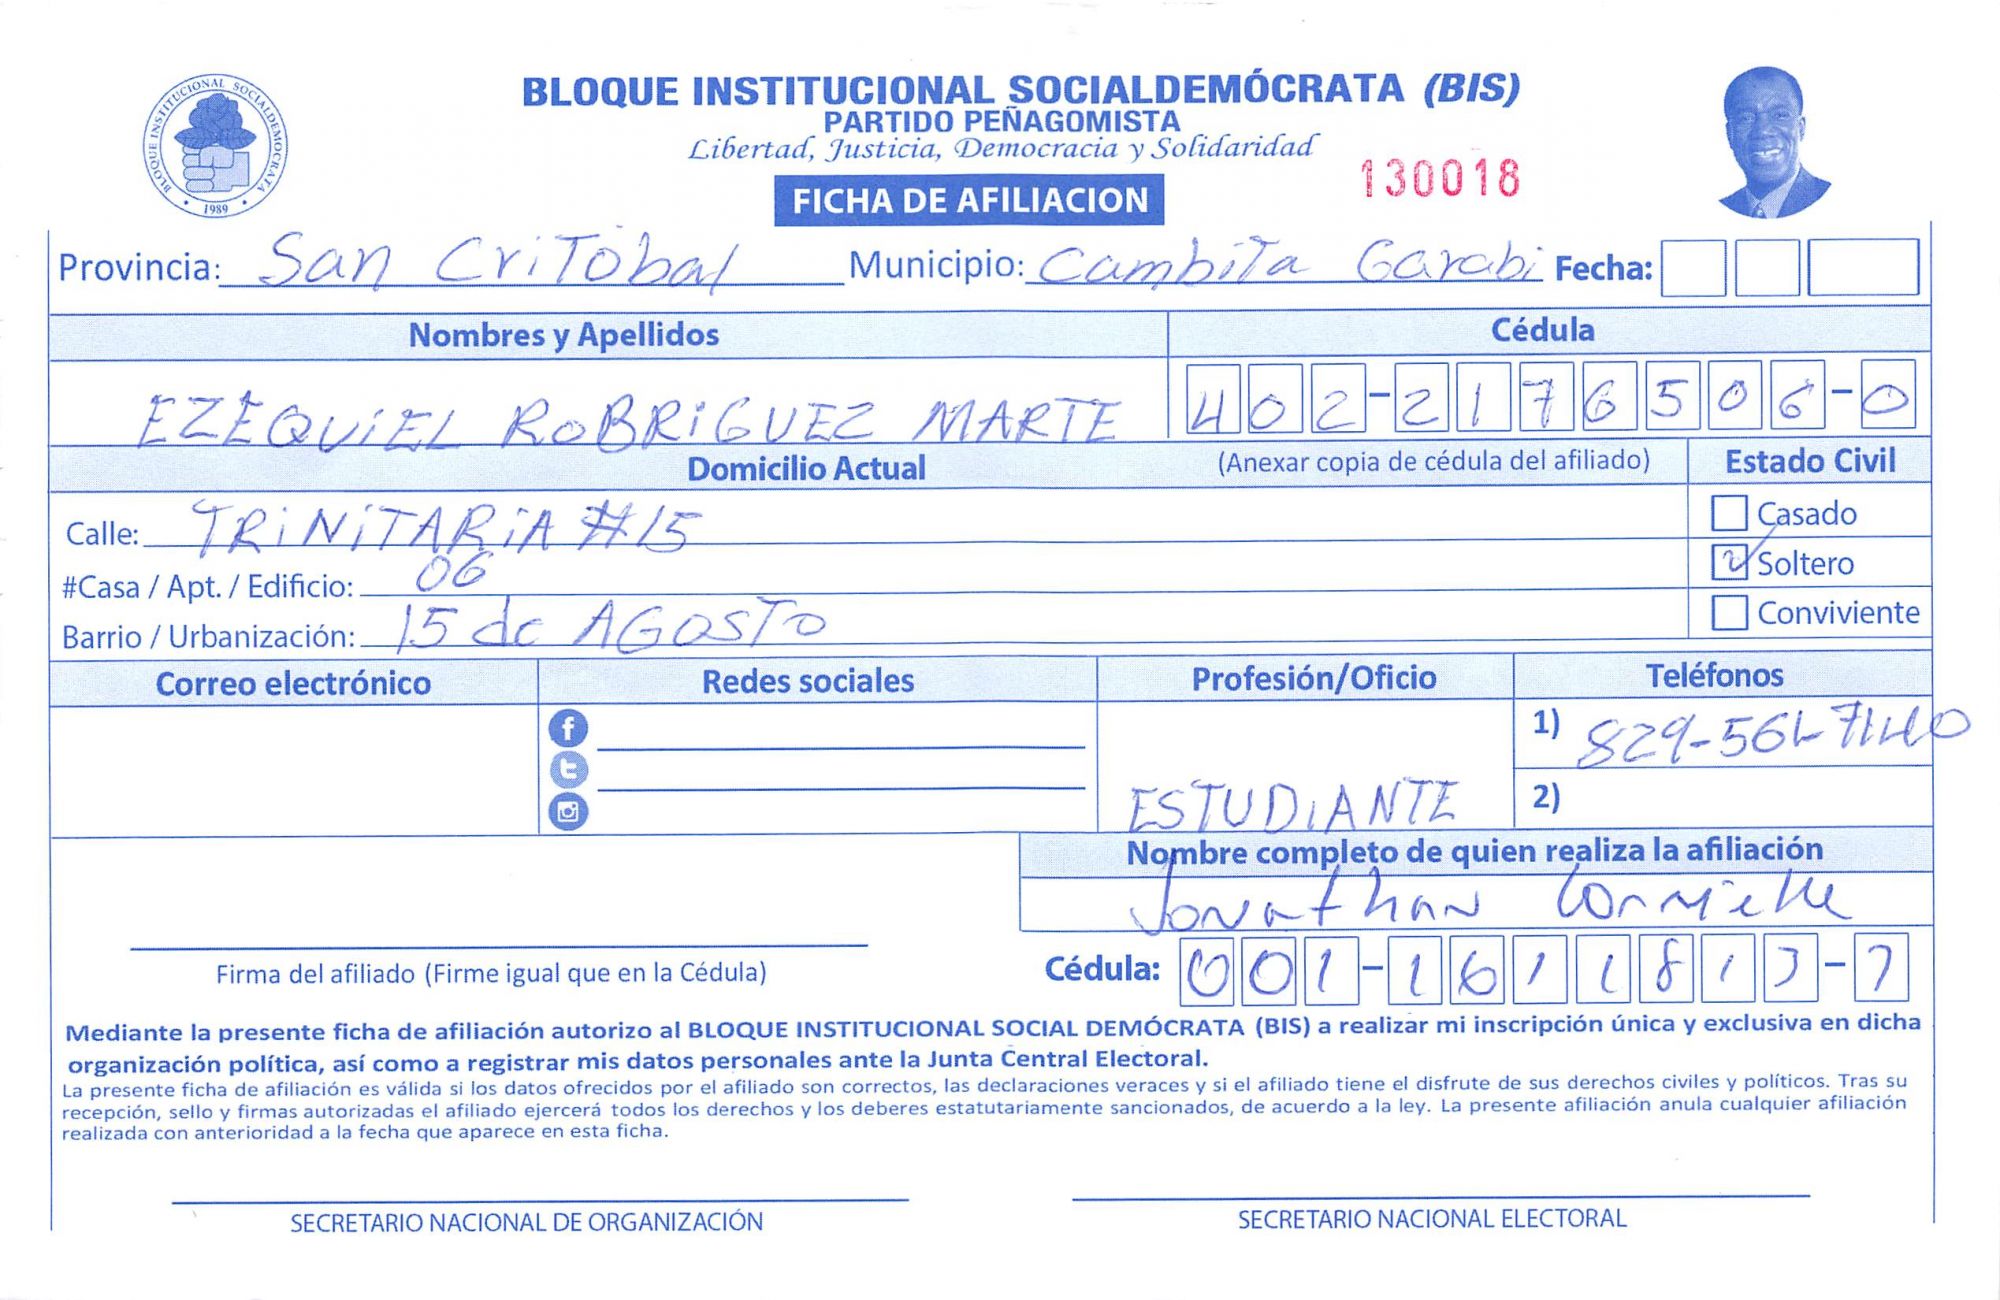 BLOQUE INSTITUCIONAL SOCIALDEMÓCRATA (BIS)
PARTIDO PEÑAGOMISTA
Libertad, Justicia, Democracia y Solidaridad
130018
FICHA DE AFILIACION
BLOQUE INSTITUCIONAL SOCIALDEMOCRATA
1989
Provincia: San CriTobal Municipio: CambiTa Garabi Fecha:
Nombres y Apellidos Cédula
EZEQUiEL ROBRIGUEZ MARTE 402-2176506-0
Domicilio Actual (Anexar copia de cédula del afiliado) Estado Civil
Calle: TRiNiTARiA #15 Casado
#Casa / Apt. / Edificio: 06 Soltero
Barrio / Urbanización: 15 de AGOSTO Conviviente
Correo electrónico Redes sociales Profesión/Oficio Teléfonos
1) 829-561-7140
ESTUDIANTE 2)
Nombre completo de quien realiza la afiliación
Jonathan
Firma del afiliado (Firme igual que en la Cédula) Cédula: 001-1611813-7
Mediante la presente ficha de afiliación autorizo al BLOQUE INSTITUCIONAL SOCIAL DEMÓCRATA (BIS) a realizar mi inscripción única y exclusiva en dicha
organización política, así como a registrar mis datos personales ante la Junta Central Electoral.
La presente ficha de afiliación es válida si los datos ofrecidos por el afiliado son correctos, las declaraciones veraces y si el afiliado tiene el disfrute de sus derechos civiles y políticos. Tras su
recepción, sello y firmas autorizadas el afiliado ejercerá todos los derechos y los deberes estatutariamente sancionados, de acuerdo a la ley. La presente afiliación anula cualquier afiliación
realizada con anterioridad a la fecha que aparece en esta ficha.
SECRETARIO NACIONAL DE ORGANIZACIÓN SECRETARIO NACIONAL ELECTORAL